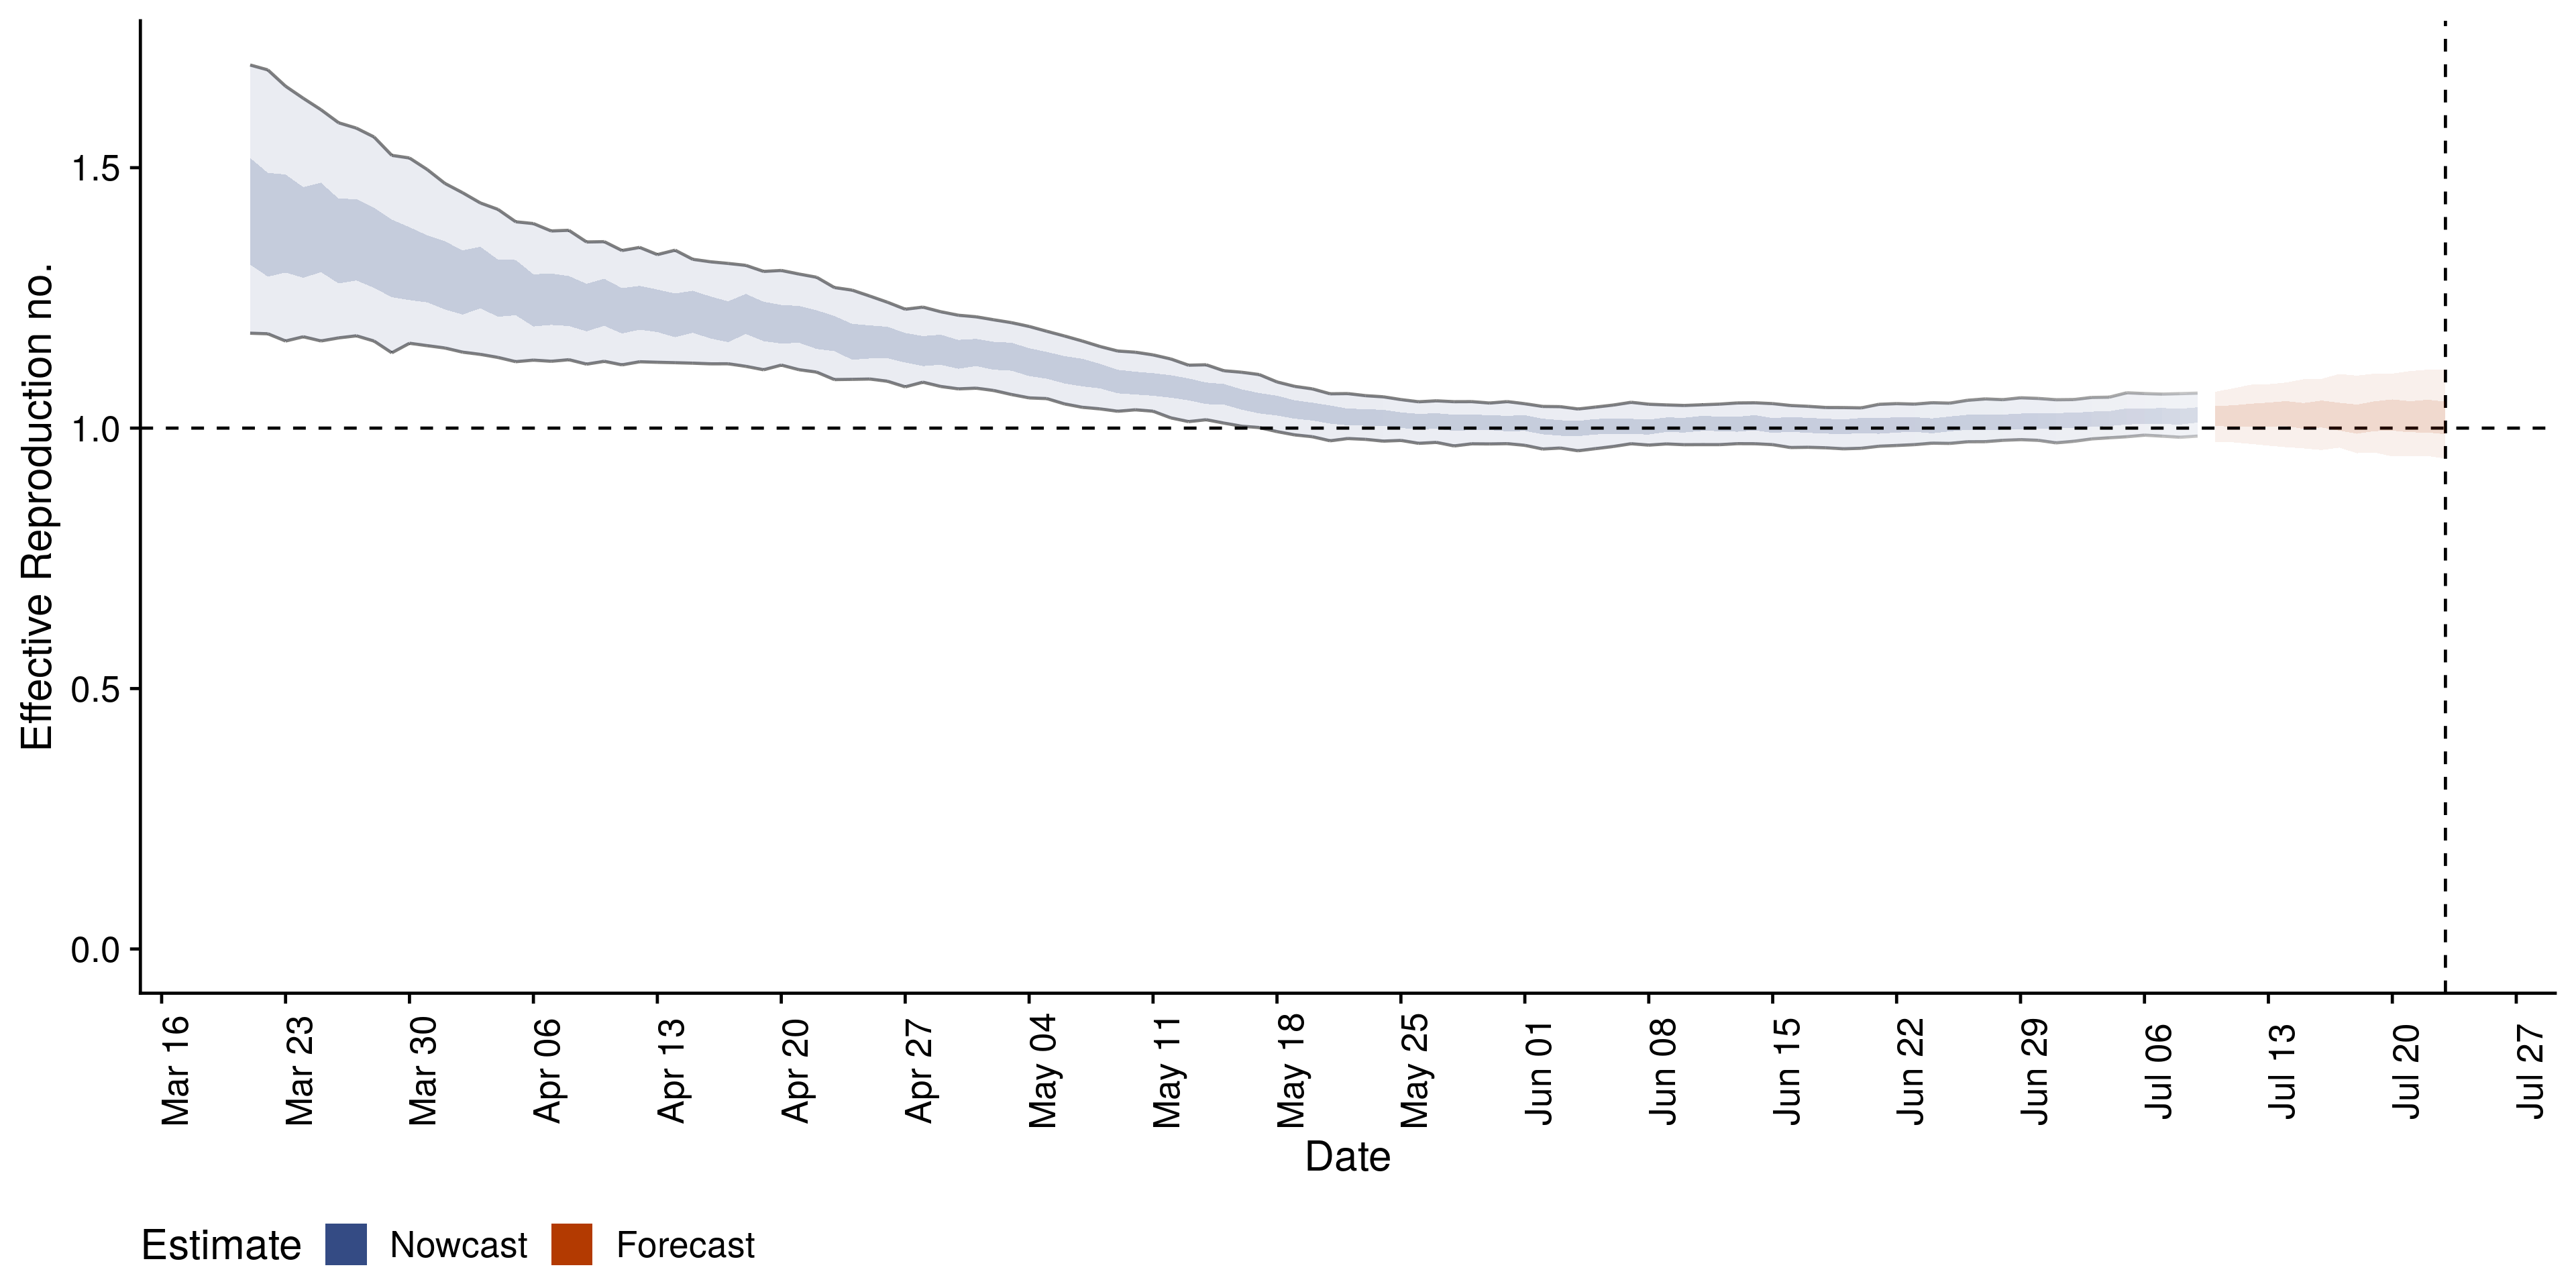 Effective Reproduction no.
1.5
1.0
0.5
0.0
Mar 16
Mar 23
Mar 30
Apr 06
Apr 13
Apr 20
Apr 27
May 04
May 11
May 18
May 25
Jun 01
Jun 08
Jun 15
Jun 22
Jun 29
Jul 06
Jul 13
Jul 20
Jul 27
Date
Estimate Nowcast Forecast